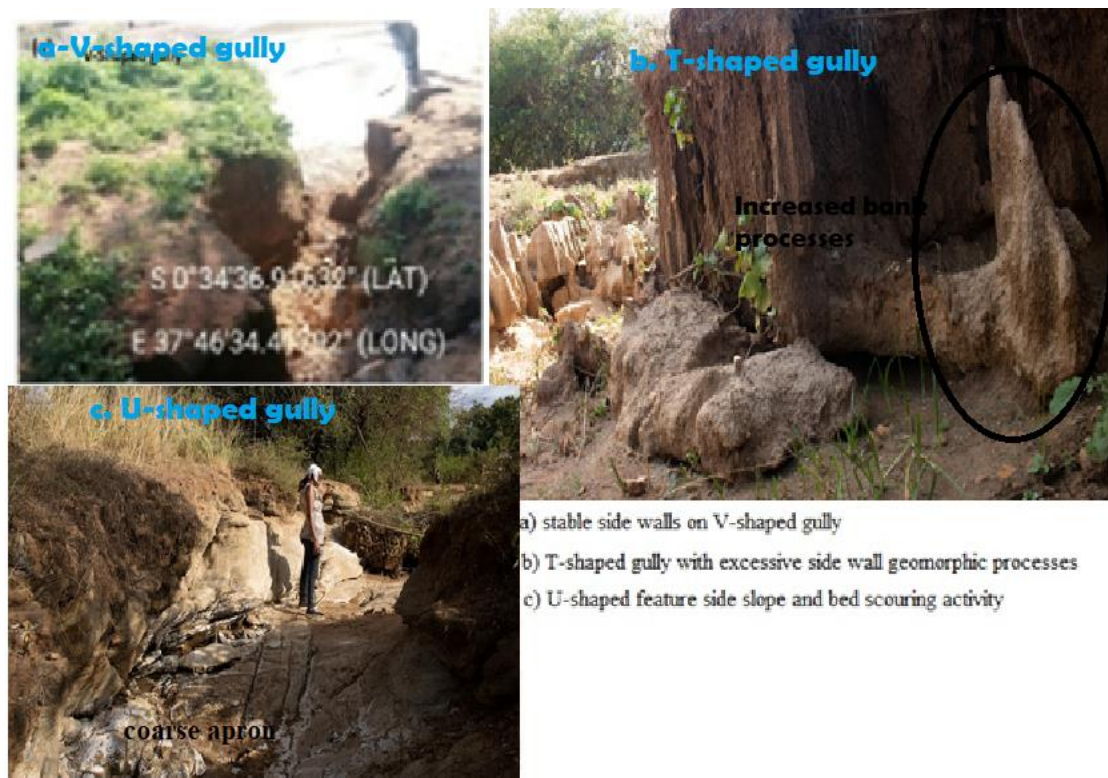 a-V-shaped gully
S 0°34'36.9 632" (LAT)
E 37°46'34.4 92" (LONG)
b. T-shaped gully
Increased bank
processes
c. U-shaped gully
coarse apron
a) stable side walls on V-shaped gully
b) T-shaped gully with excessive side wall geomorphic processes
c) U-shaped feature side slope and bed scouring activity